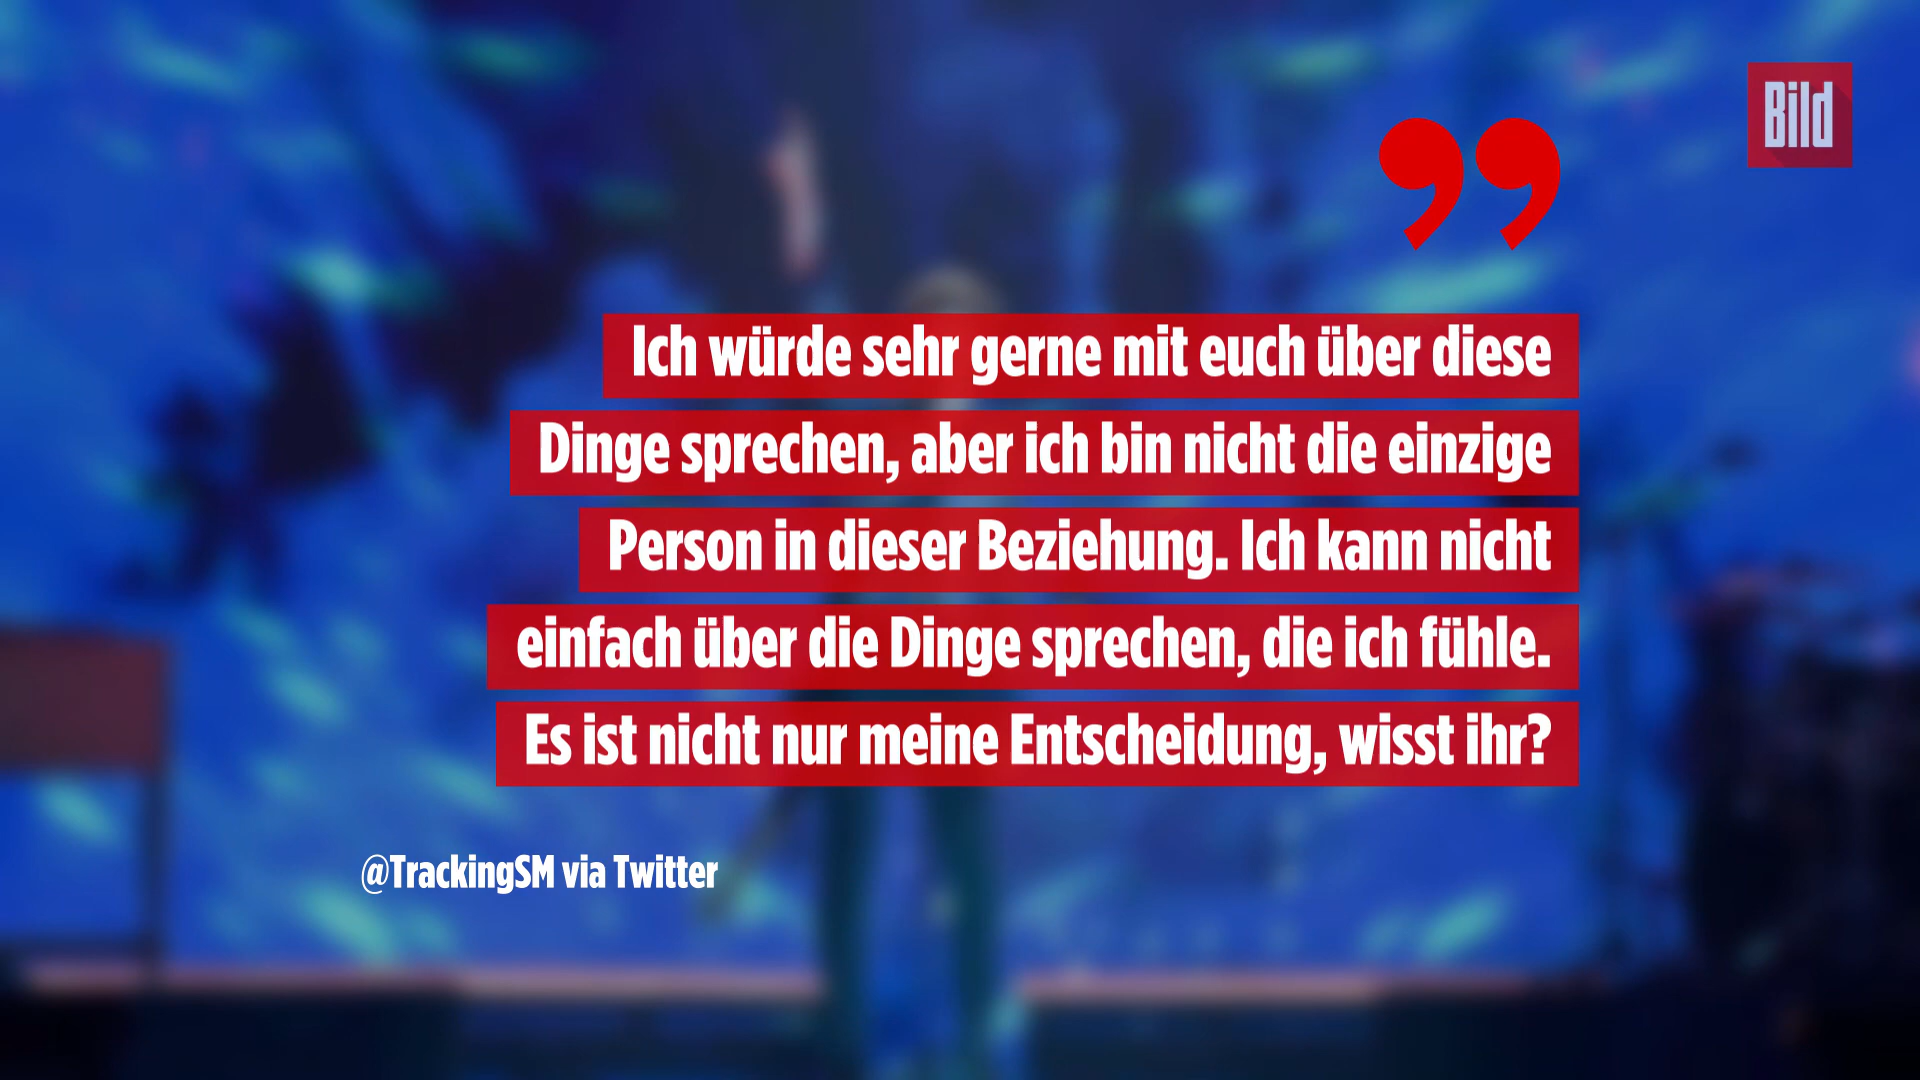 Bild
”
Ich würde sehr gerne mit euch über diese
Dinge sprechen, aber ich bin nicht die einzige
Person in dieser Beziehung. Ich kann nicht
einfach über die Dinge sprechen, die ich fühle.
Es ist nicht nur meine Entscheidung, wisst ihr?
@TrackingSM via Twitter